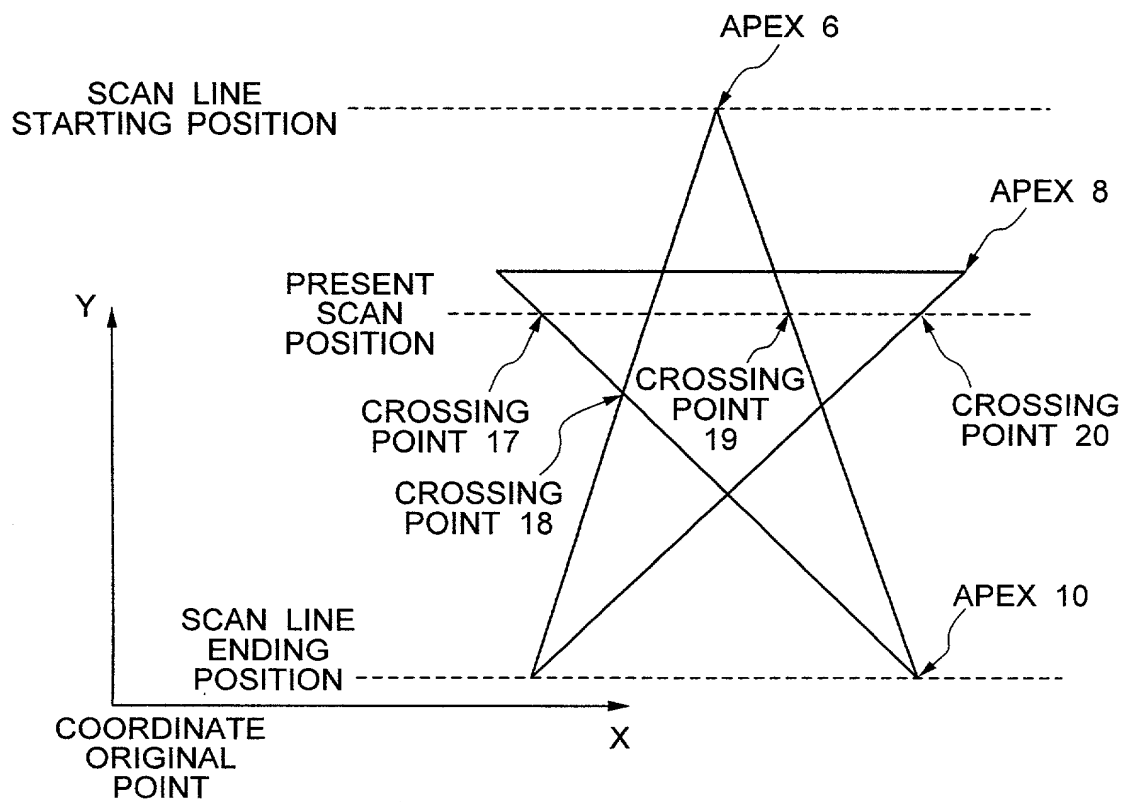 APEX 6
SCAN LINE
STARTING POSITION
APEX 8
PRESENT
SCAN
POSITION
Y
CROSSING
POINT
19
CROSSING
POINT 17
CROSSING
POINT 20
CROSSING
POINT 18
APEX 10
SCAN LINE
ENDING
POSITION
X
COORDINATE
ORIGINAL
POINT